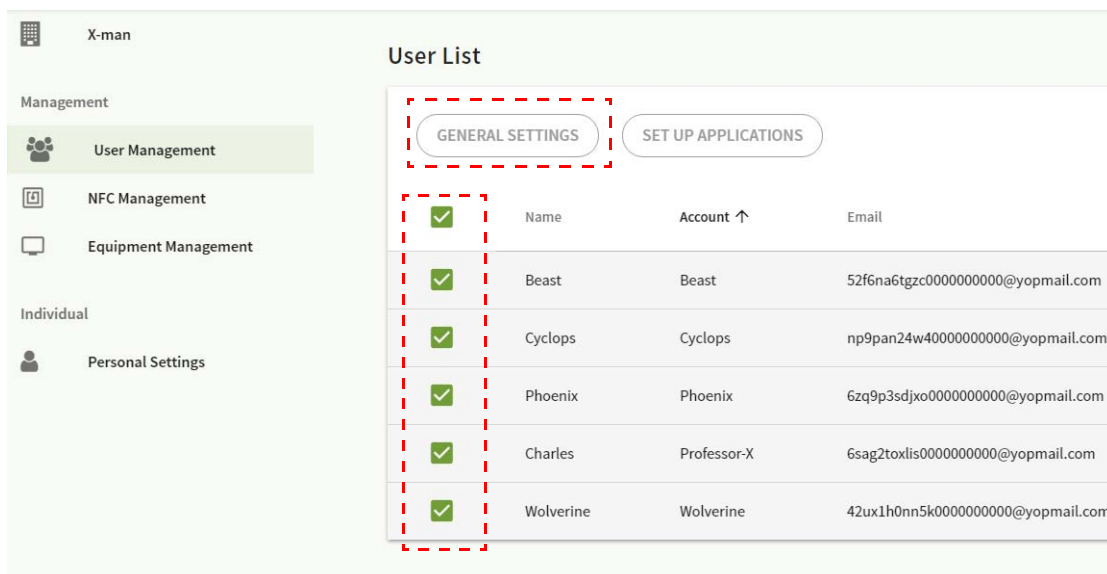 X-man
User List
Management
GENERAL SETTINGS SET UP APPLICATIONS
User Management
NFC Management
Name Account Email
Equipment Management
Beast Beast 52f6na6tgzc0000000000@yopmail.com
Individual
Cyclops Cyclops np9pan24w40000000000@yopmail.com
Personal Settings
Phoenix Phoenix 6zq9p3sdjxo0000000000@yopmail.com
Charles Professor-X 6sag2toxlis0000000000@yopmail.com
Wolverine Wolverine 42ux1h0nn5k0000000000@yopmail.com